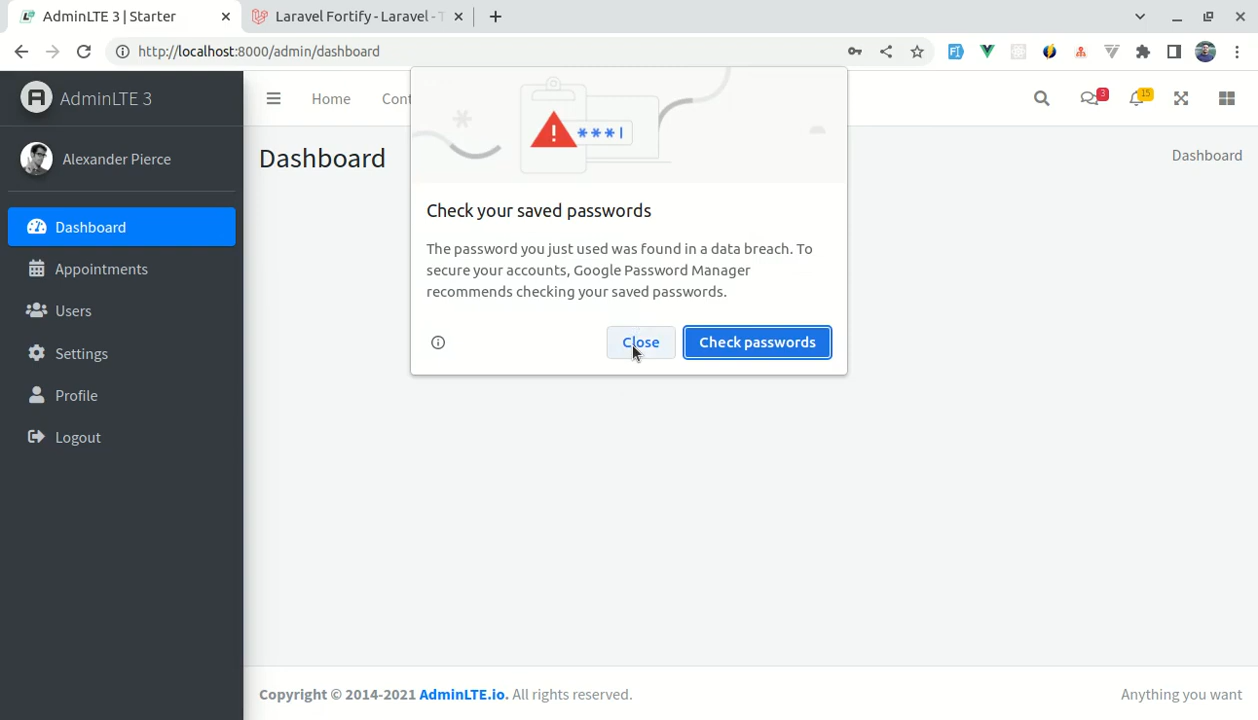 AdminLTE 3 | Starter
Laravel Fortify - Laravel -
http://localhost:8000/admin/dashboard
AdminLTE 3
Home
Cont
3
15
Alexander Pierce
Dashboard
Dashboard
***
Check your saved passwords
The password you just used was found in a data breach. To
secure your accounts, Google Password Manager
recommends checking your saved passwords.
Close
Check passwords
Dashboard
Appointments
Users
Settings
Profile
Logout
Copyright © 2014-2021 AdminLTE.io. All rights reserved.
Anything you want